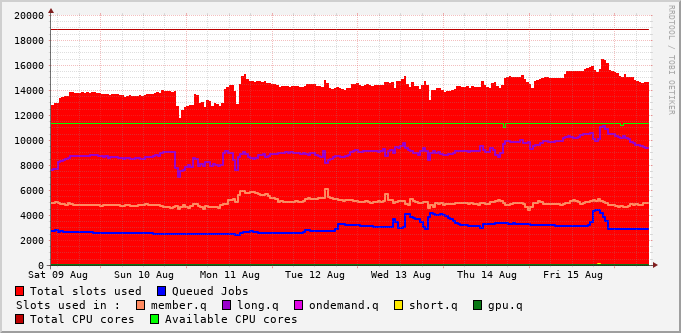 20000
18000
16000
14000
12000
10000
8000
6000
4000
2000
0
Sat 09 Aug Sun 10 Aug Mon 11 Aug Tue 12 Aug Wed 13 Aug Thu 14 Aug Fri 15 Aug
Total slots used Queued Jobs
Slots used in : member.q long.q ondemand.q short.q gpu.q
Total CPU cores Available CPU cores
RRDTOOL / TOBI OETIKER